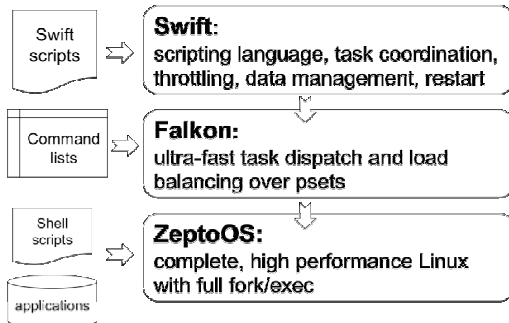 Swift scripts
Swift:
scripting language, task coordination,
throttling, data management, restart
Command lists
Falkon:
ultra-fast task dispatch and load
balancing over psets
Shell scripts
applications
ZeptoOS:
complete, high performance Linux
with full fork/exec